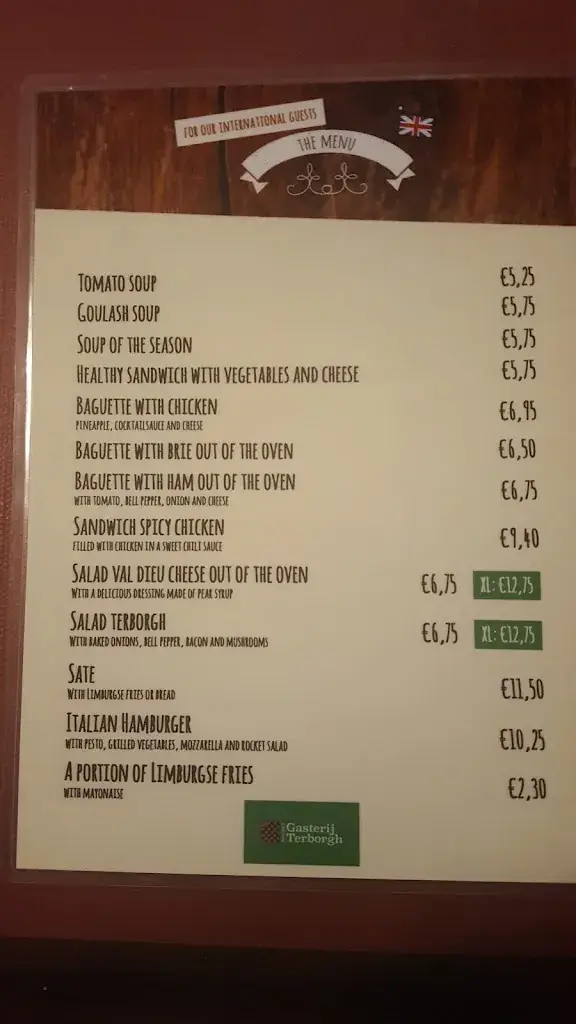 FOR OUR INTERNATIONAL GUESTS
THE MENU
TOMATO SOUP €5,25
GOULASH SOUP €5,75
SOUP OF THE SEASON €5,75
HEALTHY SANDWICH WITH VEGETABLES AND CHEESE €5,75
BAGUETTE WITH CHICKEN €6,95
PINEAPPLE, COCKTAILSAUCE AND CHEESE
BAGUETTE WITH BRIE OUT OF THE OVEN €6,50
BAGUETTE WITH HAM OUT OF THE OVEN €6,75
WITH TOMATO, BELL PEPPER, ONION AND CHEESE
SANDWICH SPICY CHICKEN €9,40
FILLED WITH CHICKEN IN A SWEET CHILI SAUCE
SALAD VAL DIEU CHEESE OUT OF THE OVEN €6,75 XL: €12,75
WITH A DELICIOUS DRESSING MADE OF PEAR SYRUP
SALAD TERBORGH €6,75 XL: €12,75
WITH BAKED ONIONS, BELL PEPPER, BACON AND MUSHROOMS
SATE €11,50
WITH LIMBURGSE FRIES OR BREAD
ITALIAN HAMBURGER €10,25
WITH PESTO, GRILLED VEGETABLES, MOZZARELLA AND ROCKET SALAD
A PORTION OF LIMBURGSE FRIES €2,30
WITH MAYONAISE
Gasterij
Terborgh